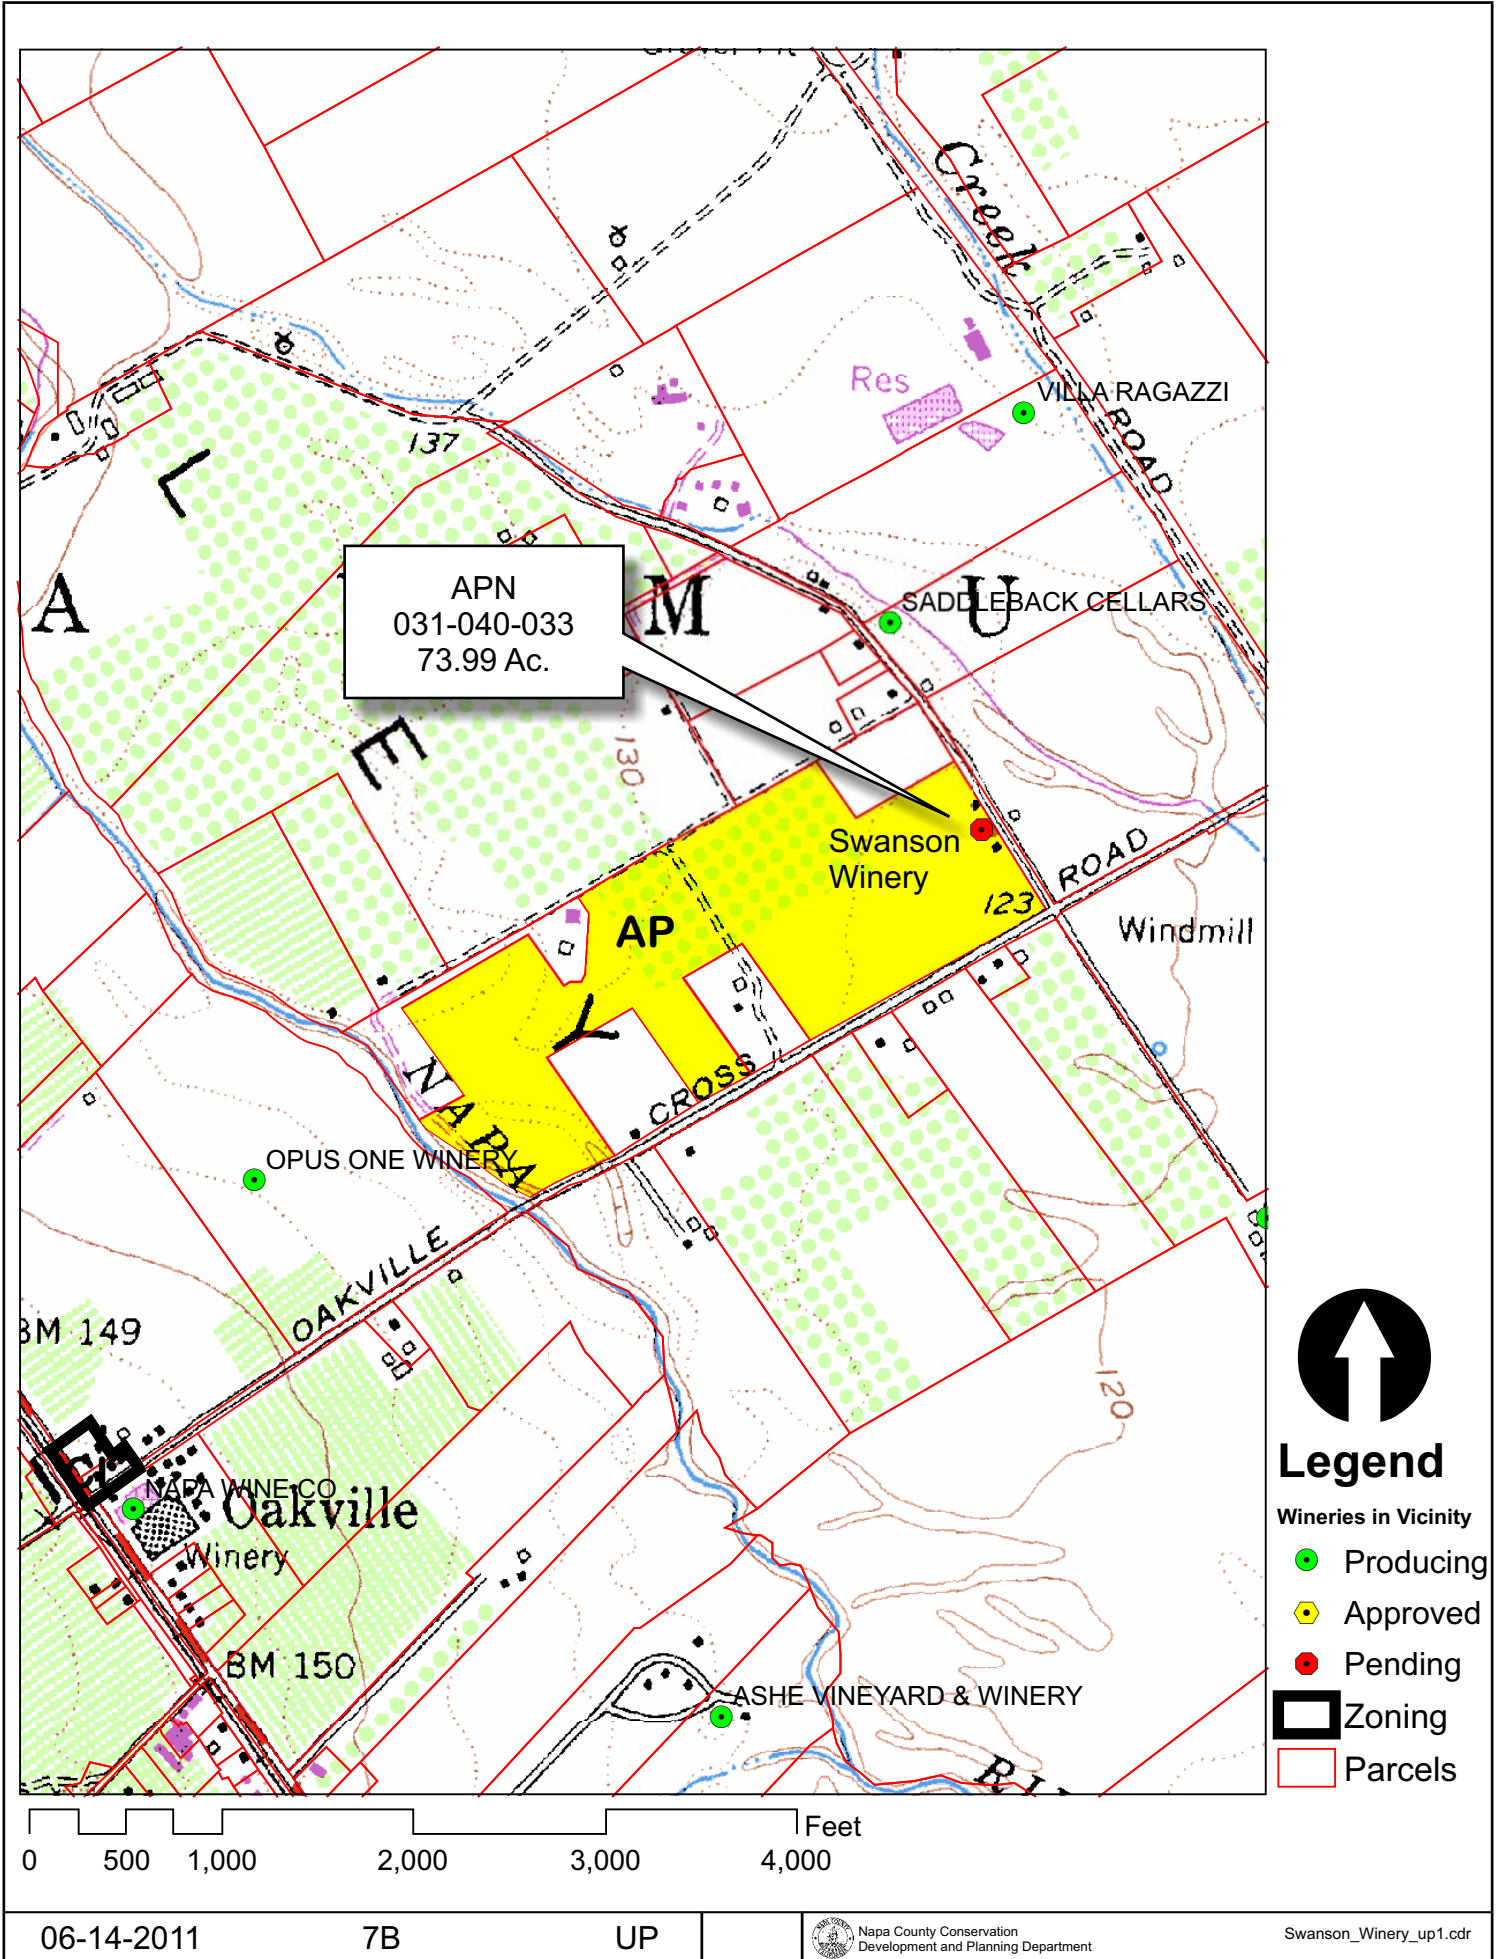 Creek
Res
VILLA RAGAZZI
ROAD
137
L
APN
031-040-033
73.99 Ac.
A
M
U
SADDLEBACK CELLARS
E
130
Swanson
Winery
ROAD
123
Windmill
AP
Y
NAPA
CROSS
OPUS ONE WINERY
OAKVILLE
BM 149
120
NAPA WINE CO
Oakville
Winery
BM 150
ASHE VINEYARD & WINERY
Legend
Wineries in Vicinity
Producing
Approved
Pending
Zoning
Parcels
Feet
0 500 1,000 2,000 3,000 4,000
06-14-2011 7B UP
Napa County Conservation
Development and Planning Department
Swanson_Winery_up1.cdr